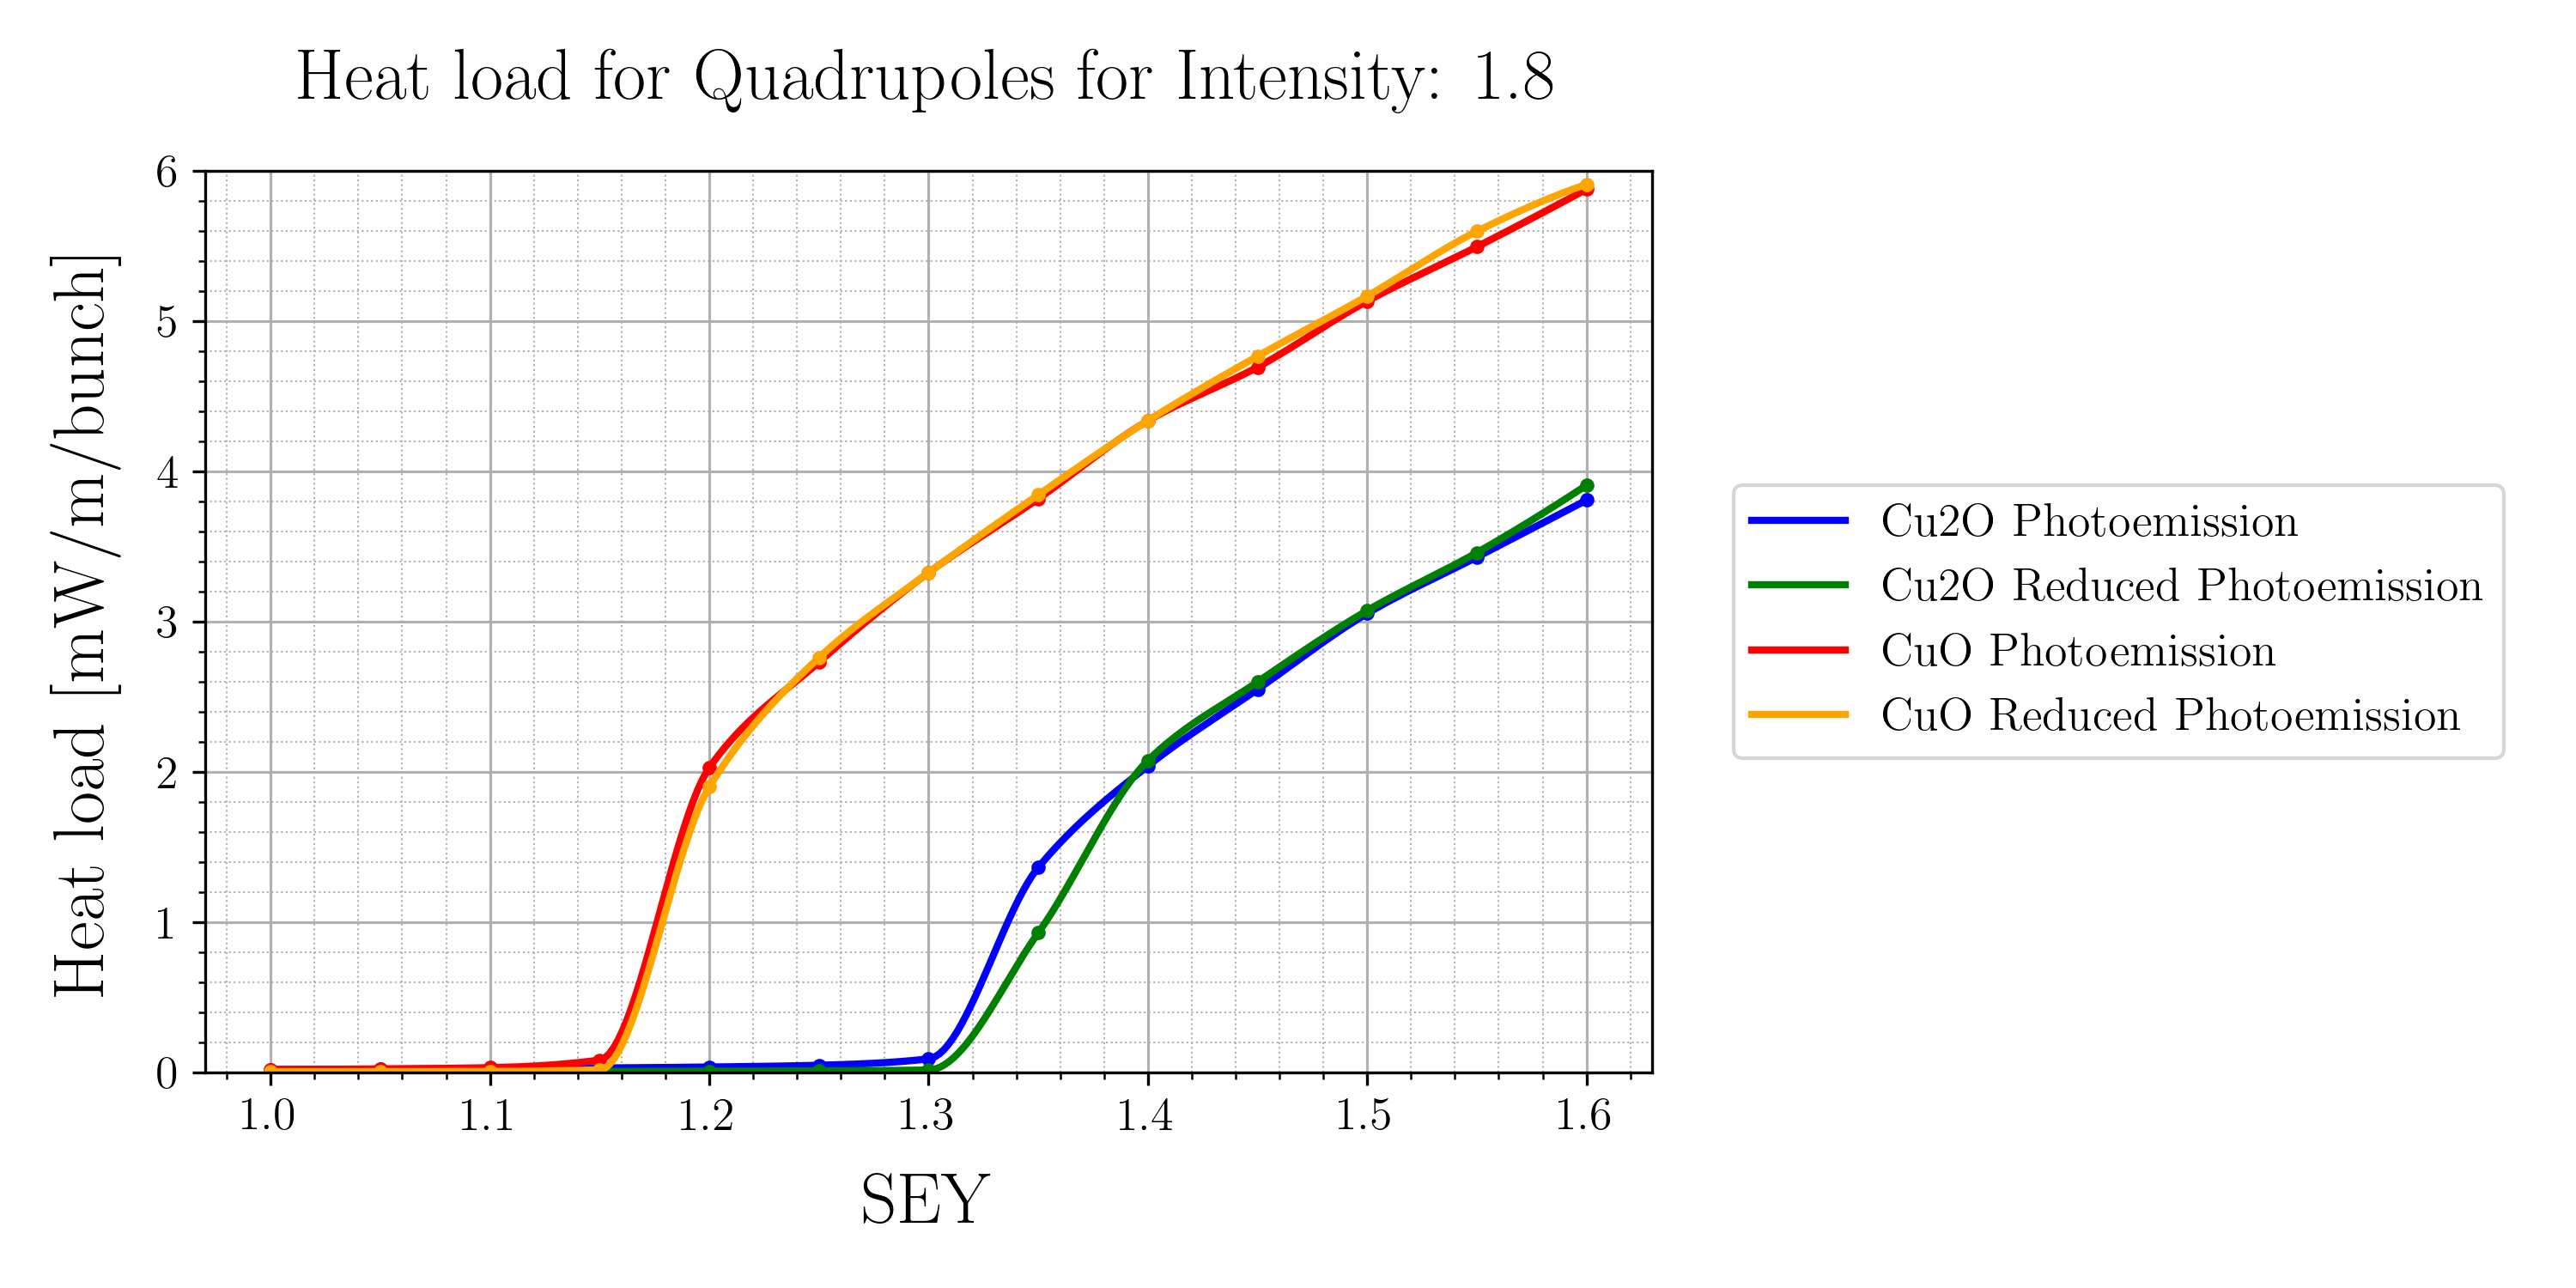 Heat load for Quadrupoles for Intensity: 1.8
Heat load [mW/m/bunch]
6
5
4
3
2
1
0
1.0 1.1 1.2 1.3 1.4 1.5 1.6
SEY
Cu2O Photoemission
Cu2O Reduced Photoemission
CuO Photoemission
CuO Reduced Photoemission